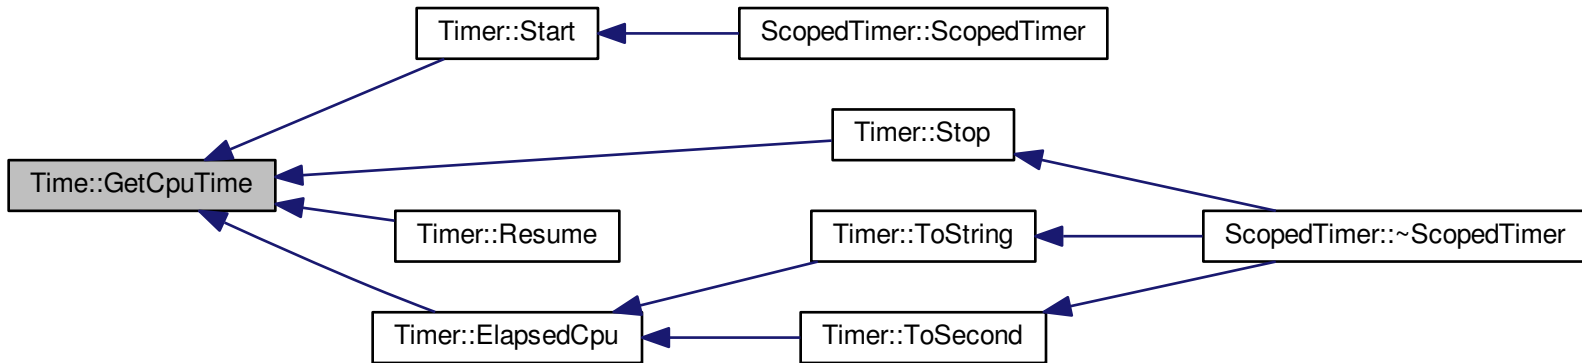 Timer::Start
ScopedTimer::ScopedTimer
Timer::Stop
Time::GetCpuTime
Timer::Resume
Timer::ToString
ScopedTimer::~ScopedTimer
Timer::ElapsedCpu
Timer::ToSecond